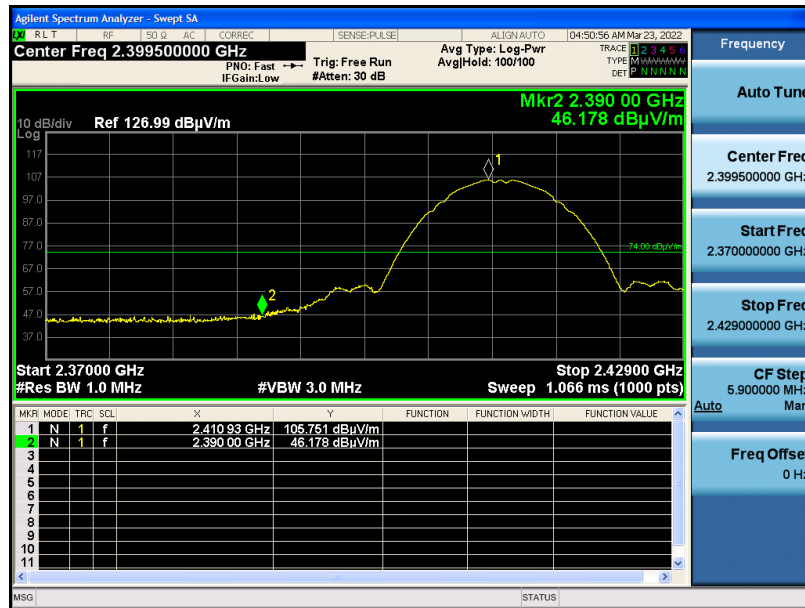 Agilent Spectrum Analyzer - Swept SA
LXI RLT RF 50 Ω AC CORREC SENSE:PULSE ALIGN AUTO 04:50:56 AM Mar 23, 2022
Center Freq 2.399500000 GHz
PNO: Fast
IFGain:Low
Trig: Free Run
#Atten: 30 dB
Avg Type: Log-Pwr
Avg|Hold: 100/100
TRACE 1 2 3 4 5 6
TYPE M W W W W W
DET P N N N N N
Mkr2 2.390 00 GHz
46.178 dBµV/m
10 dB/div Ref 126.99 dBµV/m
Log
117
107
97.0
87.0
77.0
67.0
57.0
47.0
37.0
1
74.00 dBµV/m
2
Start 2.37000 GHz Stop 2.42900 GHz
#Res BW 1.0 MHz #VBW 3.0 MHz Sweep 1.066 ms (1000 pts)
MKR MODE TRC SCL X Y FUNCTION FUNCTION WIDTH FUNCTION VALUE
1 N 1 f 2.410 93 GHz 105.751 dBµV/m
2 N 1 f 2.390 00 GHz 46.178 dBµV/m
3
4
5
6
7
8
9
10
11
MSG STATUS
Frequency
Auto Tune
Center Freq
2.399500000 GHz
Start Freq
2.370000000 GHz
Stop Freq
2.429000000 GHz
CF Step
5.900000 MHz
Auto Man
Freq Offset
0 Hz